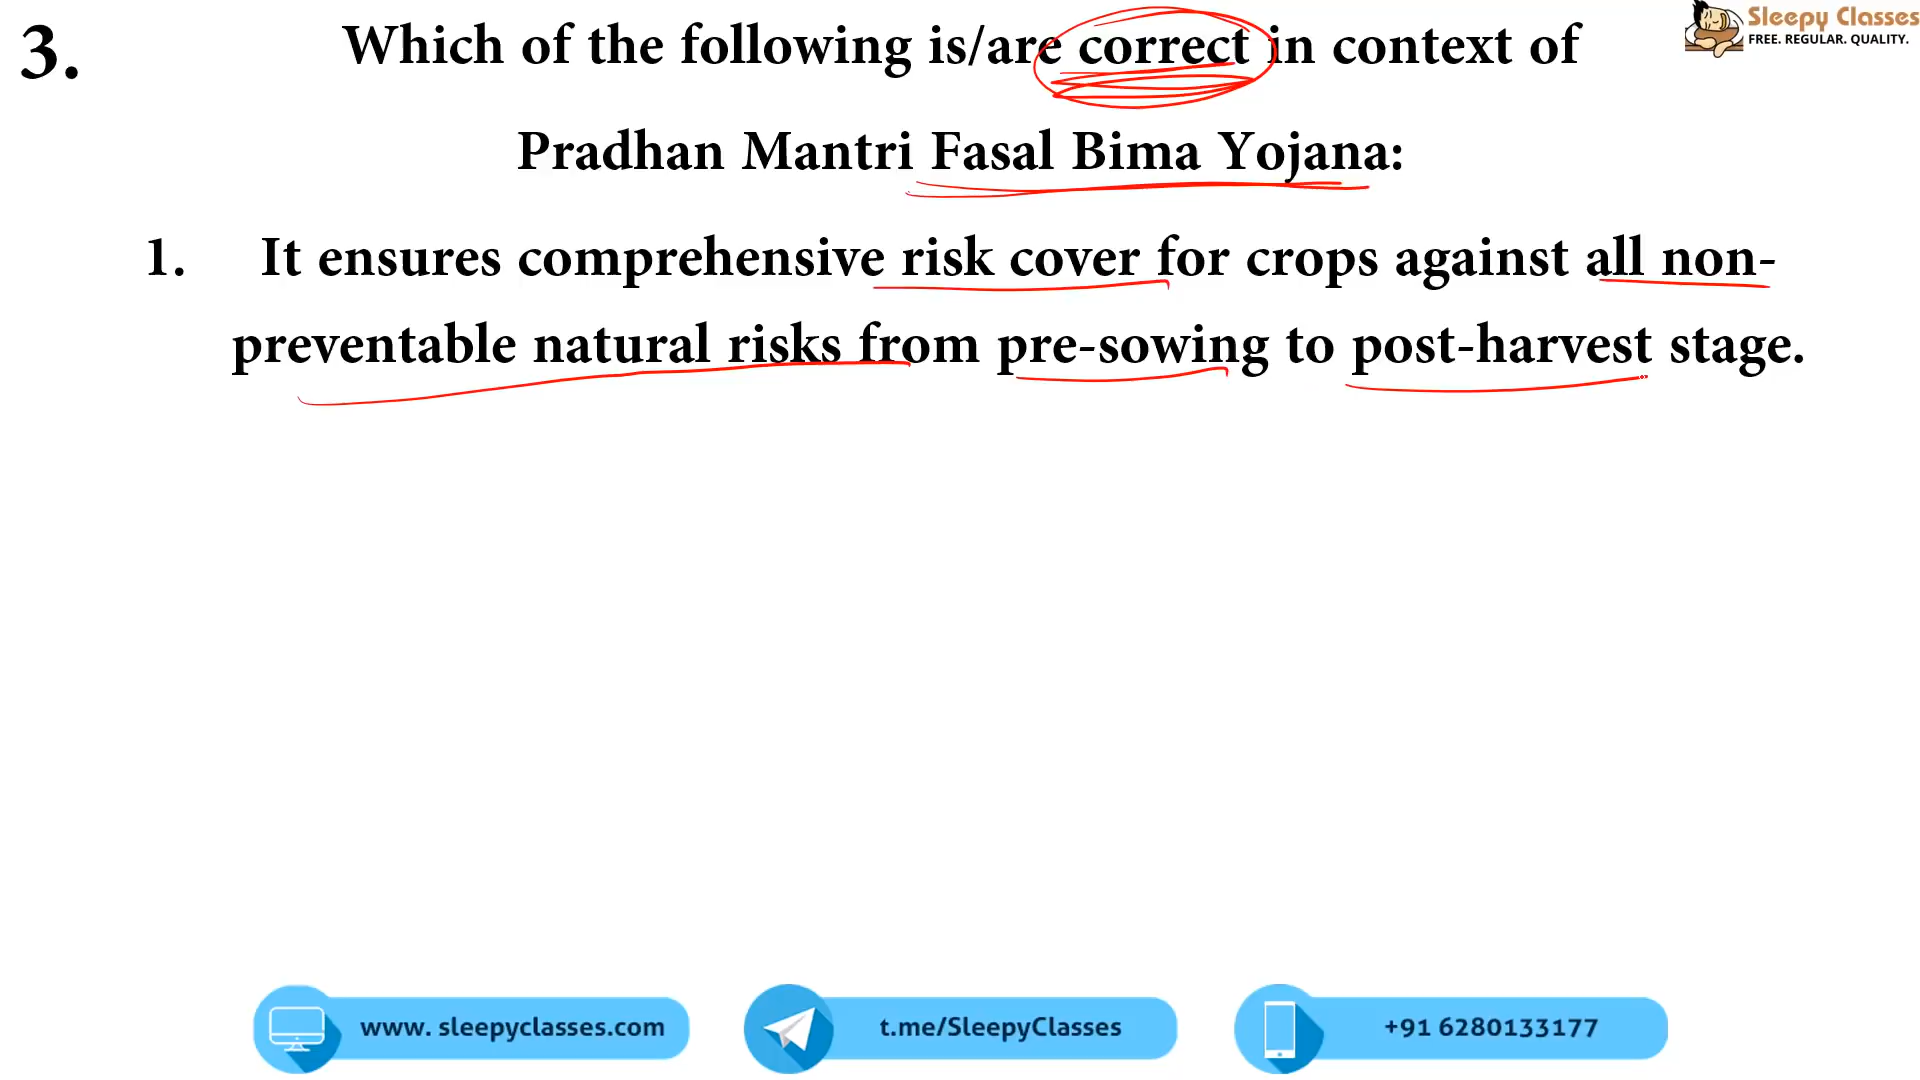 Sleepy Classes
FREE. REGULAR. QUALITY.
3. Which of the following is/are correct in context of
Pradhan Mantri Fasal Bima Yojana:
1. It ensures comprehensive risk cover for crops against all non-
preventable natural risks from pre-sowing to post-harvest stage.
www. sleepyclasses.com
t.me/SleepyClasses
+91 6280133177